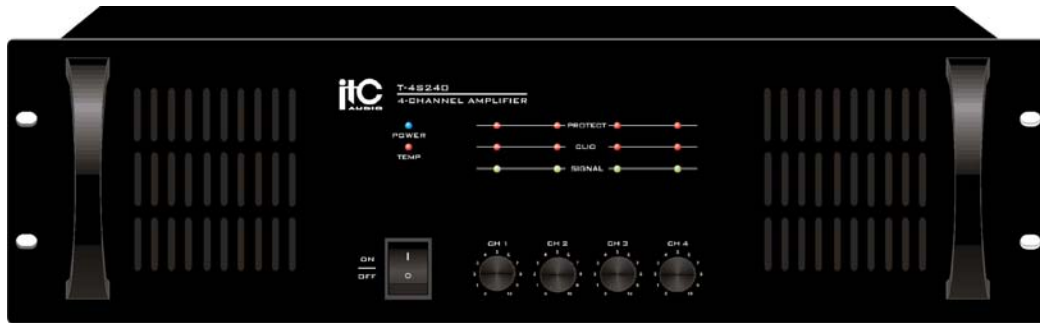 itC
AUDIO
T-4S240
4-CHANNEL AMPLIFIER
POWER
TEMP
PROTECT
CLIC
SIGNAL
ON
OFF
I
O
CH 1
CH 2
CH 3
CH 4